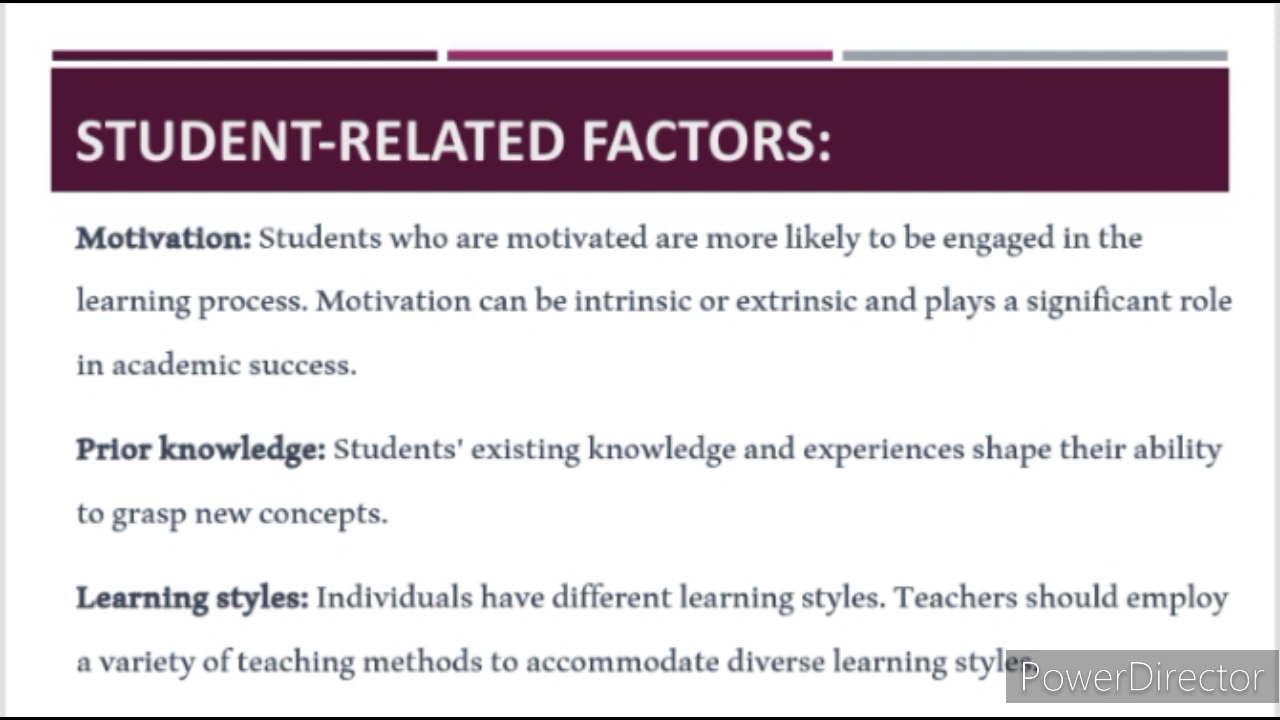 STUDENT-RELATED FACTORS:
Motivation: Students who are motivated are more likely to be engaged in the
learning process. Motivation can be intrinsic or extrinsic and plays a significant role
in academic success.
Prior knowledge: Students' existing knowledge and experiences shape their ability
to grasp new concepts.
Learning styles: Individuals have different learning styles. Teachers should employ
a variety of teaching methods to accommodate diverse learning styles.
PowerDirector